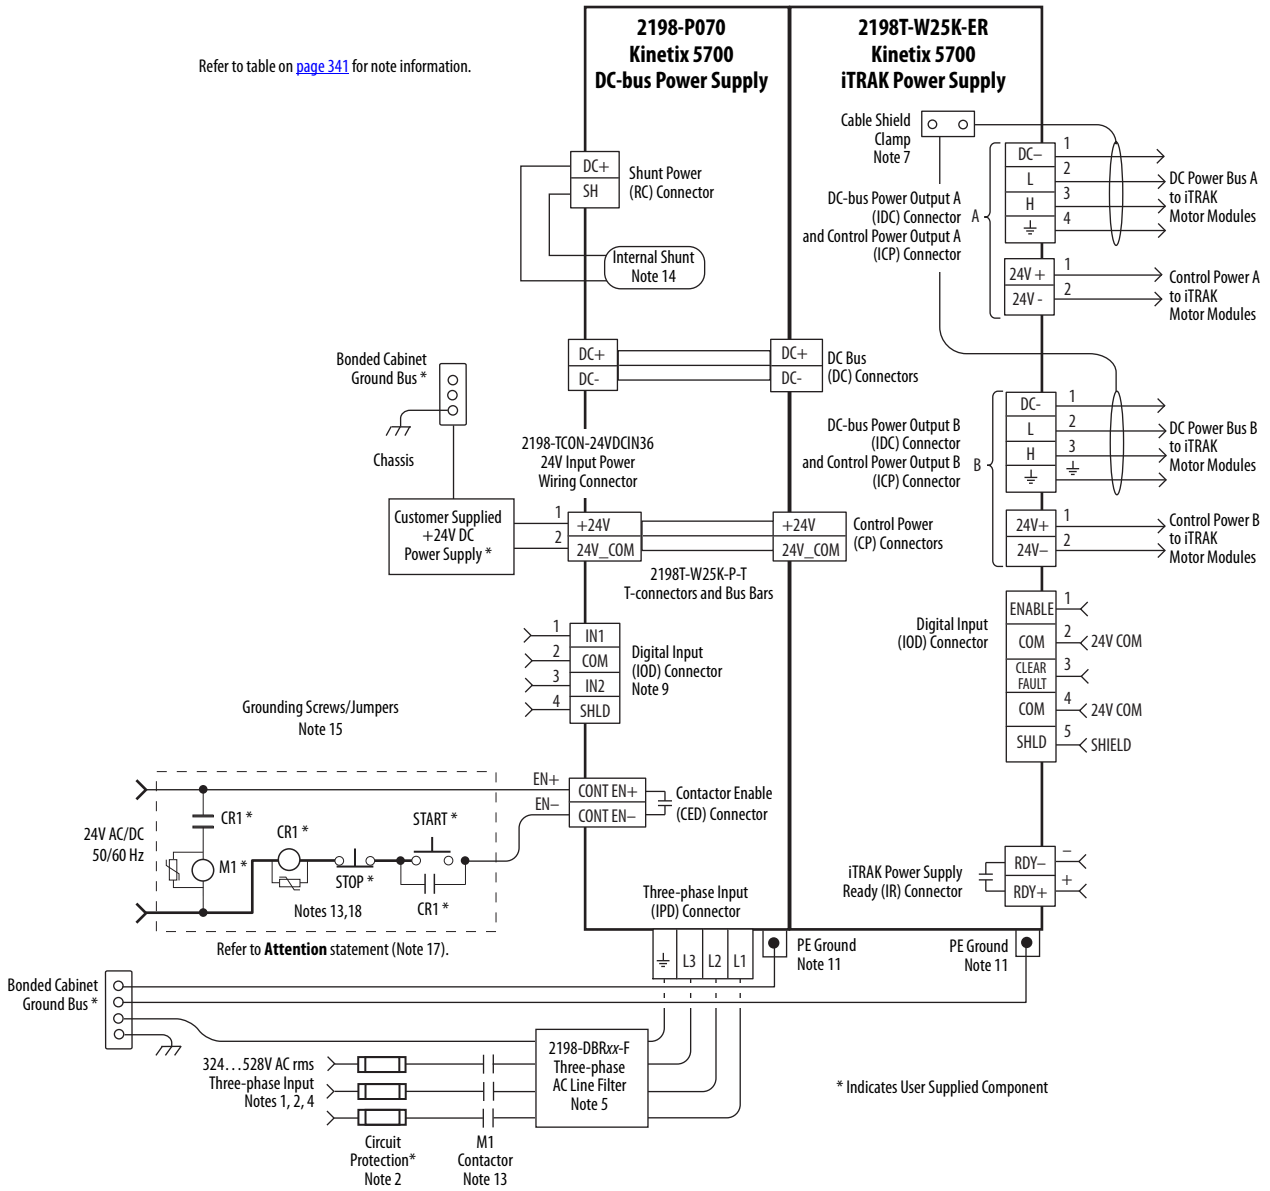 2198-P070
Kinetix 5700
DC-bus Power Supply
2198T-W25K-ER
Kinetix 5700
iTRAK Power Supply
Refer to table on page 341 for note information.
Cable Shield
Clamp
Note 7
DC+
SH
Shunt Power
(RC) Connector
Internal Shunt
Note 14
DC-bus Power Output A
(IDC) Connector
and Control Power Output A
(ICP) Connector
A
DC–
L
H
1
2
3
4
DC Power Bus A
to iTRAK
Motor Modules
24V +
24V -
1
2
Control Power A
to iTRAK
Motor Modules
DC+
DC-
DC+
DC-
DC Bus
(DC) Connectors
Bonded Cabinet
Ground Bus *
Chassis
2198-TCON-24VDCIN36
24V Input Power
Wiring Connector
DC-bus Power Output B
(IDC) Connector
and Control Power Output B
(ICP) Connector
B
DC-
L
H
1
2
3
DC Power Bus B
to iTRAK
Motor Modules
Customer Supplied
+24V DC
Power Supply *
1
2
+24V
24V_COM
+24V
24V_COM
Control Power
(CP) Connectors
24V+
24V–
1
2
Control Power B
to iTRAK
Motor Modules
2198T-W25K-P-T
T-connectors and Bus Bars
1
2
3
4
IN1
COM
IN2
SHLD
Digital Input
(IOD) Connector
Note 9
Digital Input
(IOD) Connector
ENABLE
COM
CLEAR
FAULT
COM
SHLD
1
2
3
4
5
24V COM
24V COM
SHIELD
Grounding Screws/Jumpers
Note 15
EN+
EN–
CONT EN+
CONT EN–
Contactor Enable
(CED) Connector
24V AC/DC
50/60 Hz
CR1 *
M1 *
CR1 *
START *
STOP *
CR1 *
Notes 13,18
Refer to Attention statement (Note 17).
iTRAK Power Supply
Ready (IR) Connector
RDY–
RDY+
–
+
Three-phase Input
(IPD) Connector
L3
L2
L1
PE Ground
Note 11
PE Ground
Note 11
Bonded Cabinet
Ground Bus *
324…528V AC rms
Three-phase Input
Notes 1, 2, 4
2198-DBRxx-F
Three-phase
AC Line Filter
Note 5
Circuit
Protection*
Note 2
M1
Contactor
Note 13
* Indicates User Supplied Component